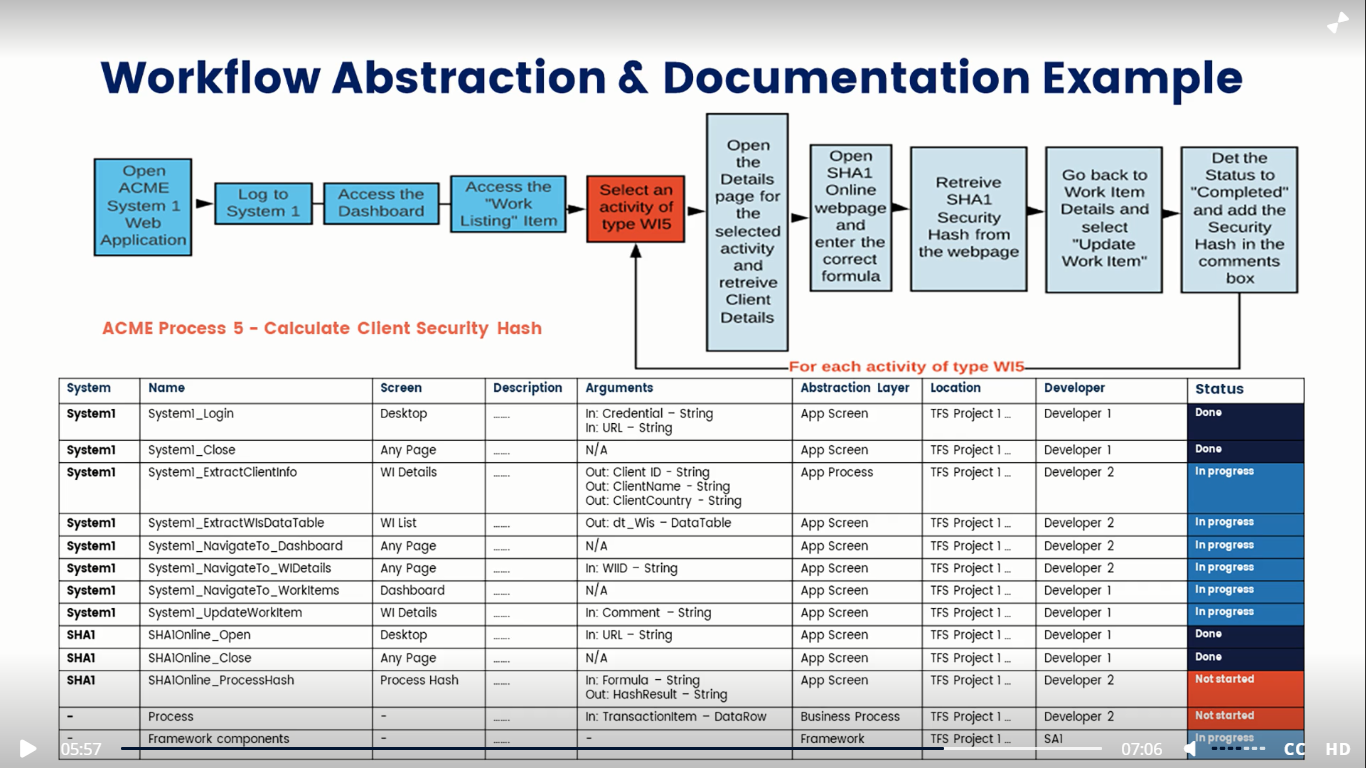 Workflow Abstraction & Documentation Example
Open
ACME
System 1
Web
Application
Log to
System 1
Access the
Dashboard
Access the
"Work
Listing" Item
Select an
activity of
type WI5
Open
the
Details
page for
the
selected
activity
and
retreive
Client
Details
Open
SHA1
Online
webpage
and
enter the
correct
formula
Retreive
SHA1
Security
Hash from
the webpage
Go back to
Work Item
Details and
select
"Update
Work Item"
Det the
Status to
"Completed"
and add the
Security
Hash in the
comments
box
For each activity of type WI5
ACME Process 5 - Calculate Client Security Hash
System Name Screen Description Arguments Abstraction Layer Location Developer Status
System1 System1_Login Desktop ....... In: Credential – String App Screen TFS Project 1 ... Developer 1 Done
In: URL – String
System1 System1_Close Any Page ....... N/A App Screen TFS Project 1 ... Developer 1 Done
System1 System1_ExtractClientInfo WI Details ....... Out: Client ID - String App Process TFS Project 1 ... Developer 2 In progress
Out: ClientName - String
Out: ClientCountry - String
System1 System1_ExtractWIsDataTable WI List ....... Out: dt_Wis – DataTable App Screen TFS Project 1 ... Developer 2 In progress
System1 System1_NavigateTo_Dashboard Any Page ....... N/A App Screen TFS Project 1 ... Developer 2 In progress
System1 System1_NavigateTo_WIDetails Any Page ....... In: WIID – String App Screen TFS Project 1 ... Developer 2 In progress
System1 System1_NavigateTo_WorkItems Dashboard ....... N/A App Screen TFS Project 1 ... Developer 1 In progress
System1 System1_UpdateWorkItem WI Details ....... In: Comment – String App Screen TFS Project 1 ... Developer 1 In progress
SHA1 SHA1Online_Open Desktop ....... In: URL – String App Screen TFS Project 1 ... Developer 1 Done
SHA1 SHA1Online_Close Any Page ....... N/A App Screen TFS Project 1 ... Developer 1 Done
SHA1 SHA1Online_ProcessHash Process Hash ....... In: Formula – String App Screen TFS Project 1 ... Developer 2 Not started
Out: HashResult – String
- Process - ....... In: TransactionItem – DataRow Business Process TFS Project 1 ... Developer 2 Not started
- Framework components - ....... - Framework TFS Project 1 ... SA1 In progress
05:57 07:06 CC HD